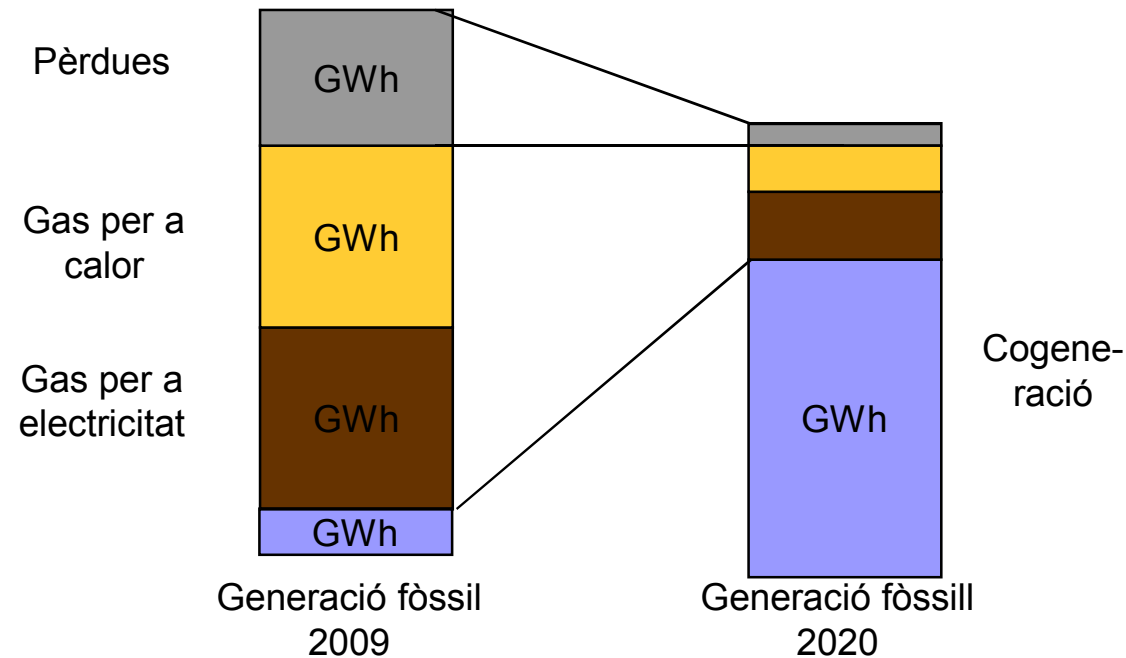 Pèrdues
GWh
Gas per a
calor
GWh
Gas per a
electricitat
GWh
GWh
GWh
Cogene-
ració
Generació fòssil
2009
Generació fòssill
2020